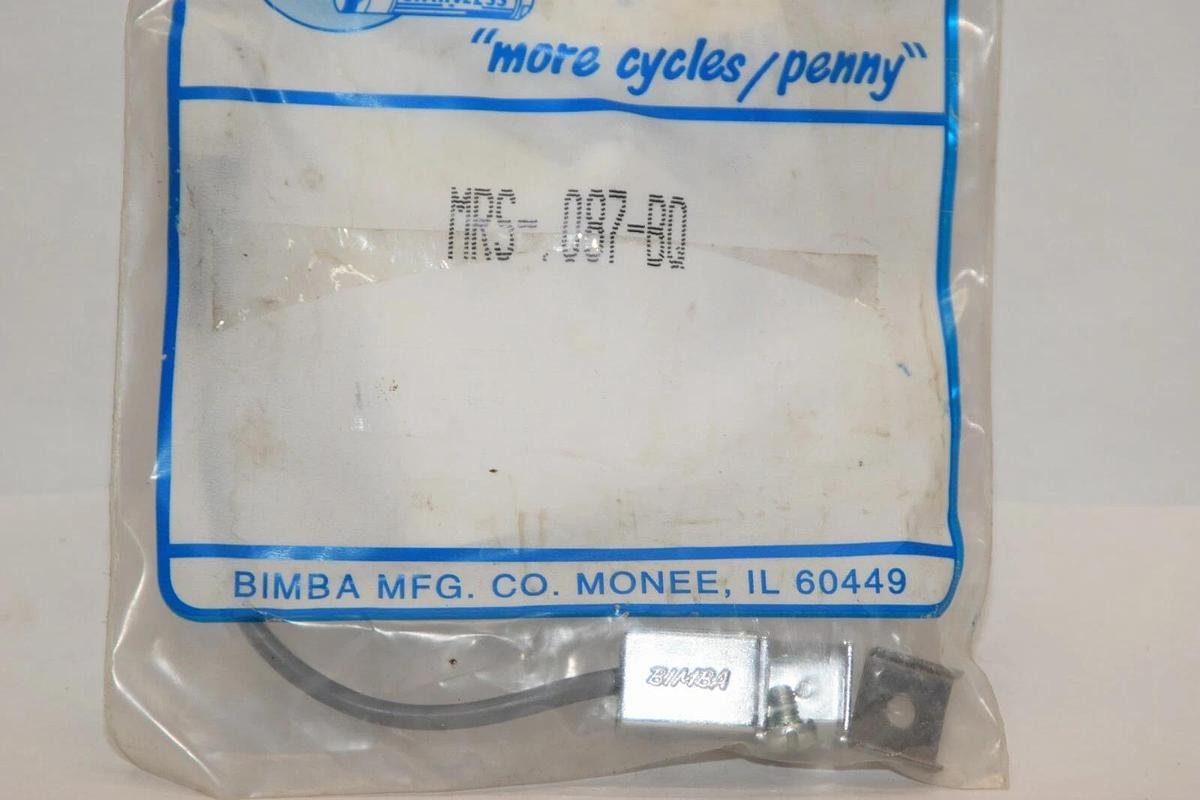 "more cycles/penny"
MRS-.087-BQ
BIMBA MFG. CO. MONEE, IL 60449
BIMBA